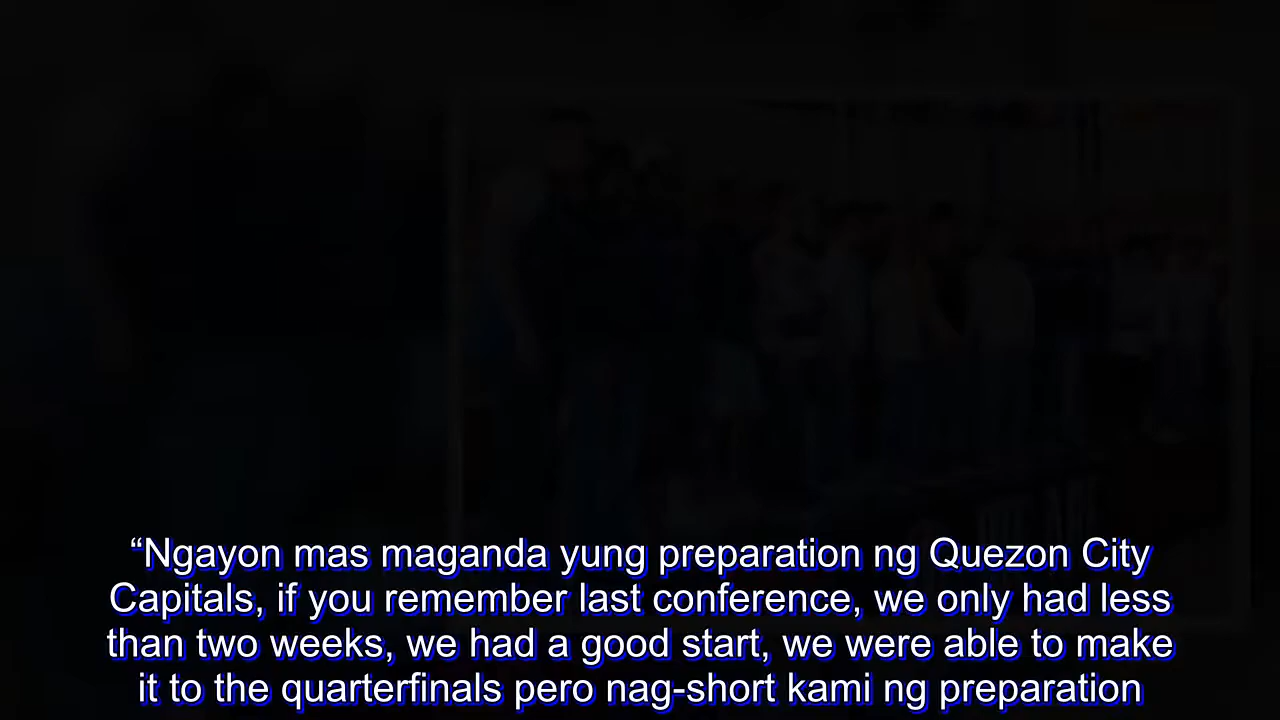 “Ngayon mas maganda yung preparation ng Quezon City
Capitals, if you remember last conference, we only had less
than two weeks, we had a good start, we were able to make
it to the quarterfinals pero nag-short kami ng preparation